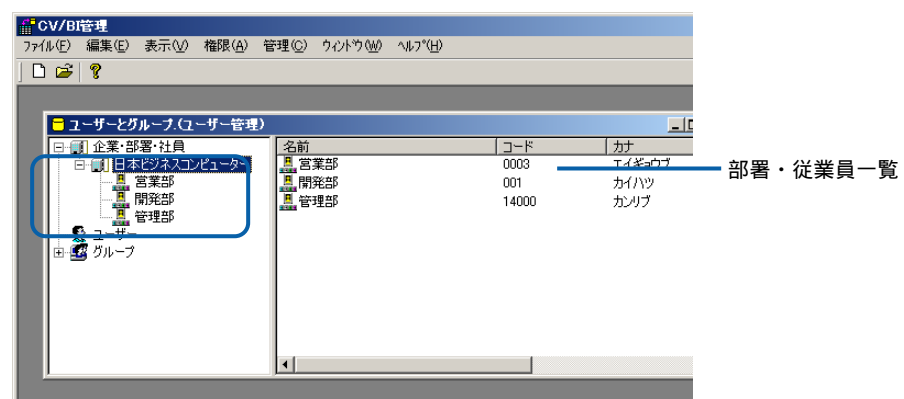 CV/BI管理
ファイル(F) 編集(E) 表示(V) 権限(A) 管理(C) ウィンドウ(W) ヘルプ(H)
ユーザーとグループ.(ユーザー管理)
企業・部署・社員
日本ビジネスコンピューター
営業部
開発部
管理部
ユーザー
グループ
名前 コード カナ
営業部 0003 エイギョウブ
開発部 001 カイハツ
管理部 14000 カンリブ
部署・従業員一覧